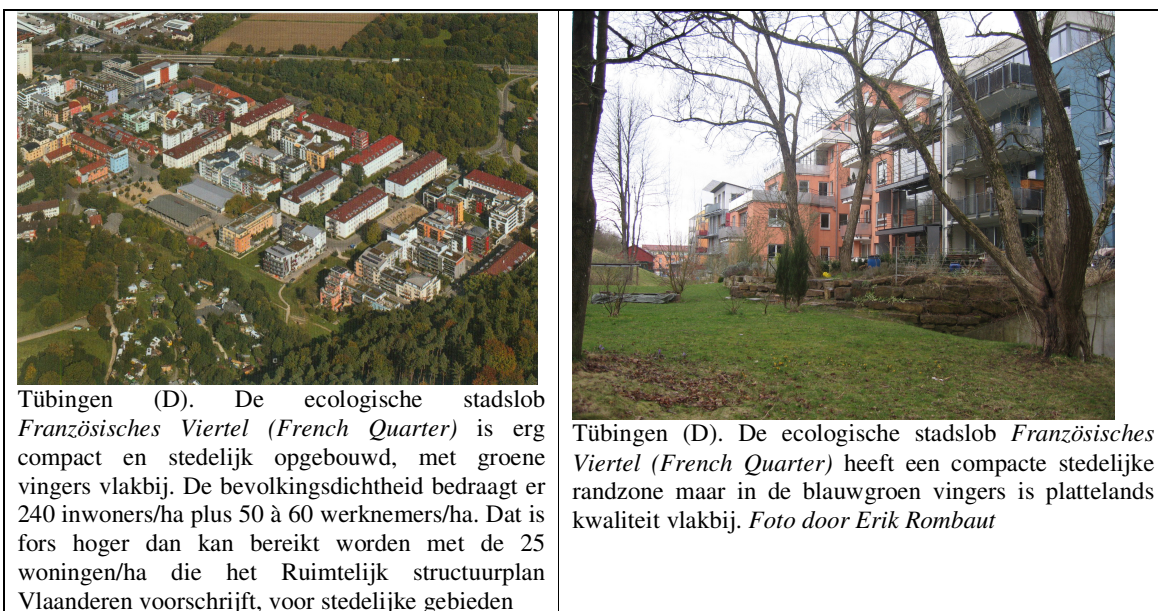 Tübingen (D). De ecologische stadslob
Französisches Viertel (French Quarter) is erg
compact en stedelijk opgebouwd, met groene
vingers vlakbij. De bevolkingsdichtheid bedraagt er
240 inwoners/ha plus 50 à 60 werknemers/ha. Dat is
fors hoger dan kan bereikt worden met de 25
woningen/ha die het Ruimtelijk structuurplan
Vlaanderen voorschrijft, voor stedelijke gebieden
Tübingen (D). De ecologische stadslob Französisches
Viertel (French Quarter) heeft een compacte stedelijke
randzone maar in de blauwgroen vingers is plattelands
kwaliteit vlakbij. Foto door Erik Rombaut